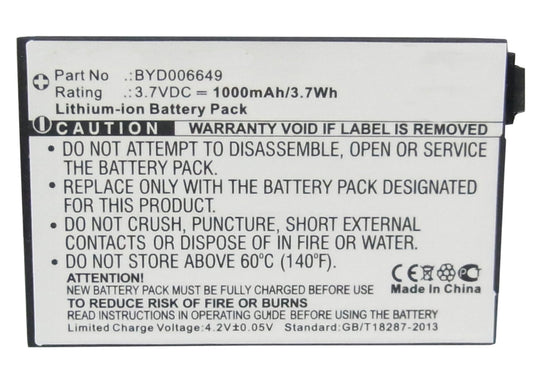 Part No .: BYD006649
Rating .: 3.7VDC ⎓ 1000mAh/3.7Wh
Lithium-ion Battery Pack
CAUTION WARRANTY VOID IF LABEL IS REMOVED
• DO NOT ATTEMPT TO DISASSEMBLE, OPEN OR SERVICE
THE BATTERY PACK.
• REPLACE ONLY WITH THE BATTERY PACK DESIGNATED
FOR THIS PRODUCT.
• DO NOT CRUSH, PUNCTURE, SHORT EXTERNAL
CONTACTS OR DISPOSE OF IN FIRE OR WATER.
• DO NOT STORE ABOVE 60°C (140°F).
ATTENTION!
NEW BATTERY PACK MUST BE FULLY CHARGED BEFORE USE
TO REDUCE RISK OF FIRE OR BURNS
READ INSTRUCTIONS IN OPERATING MANUAL BEFORE USE
Limited Charge Voltage:4.2V±0.05V Standard:GB/T18287-2013
CE
Made In China